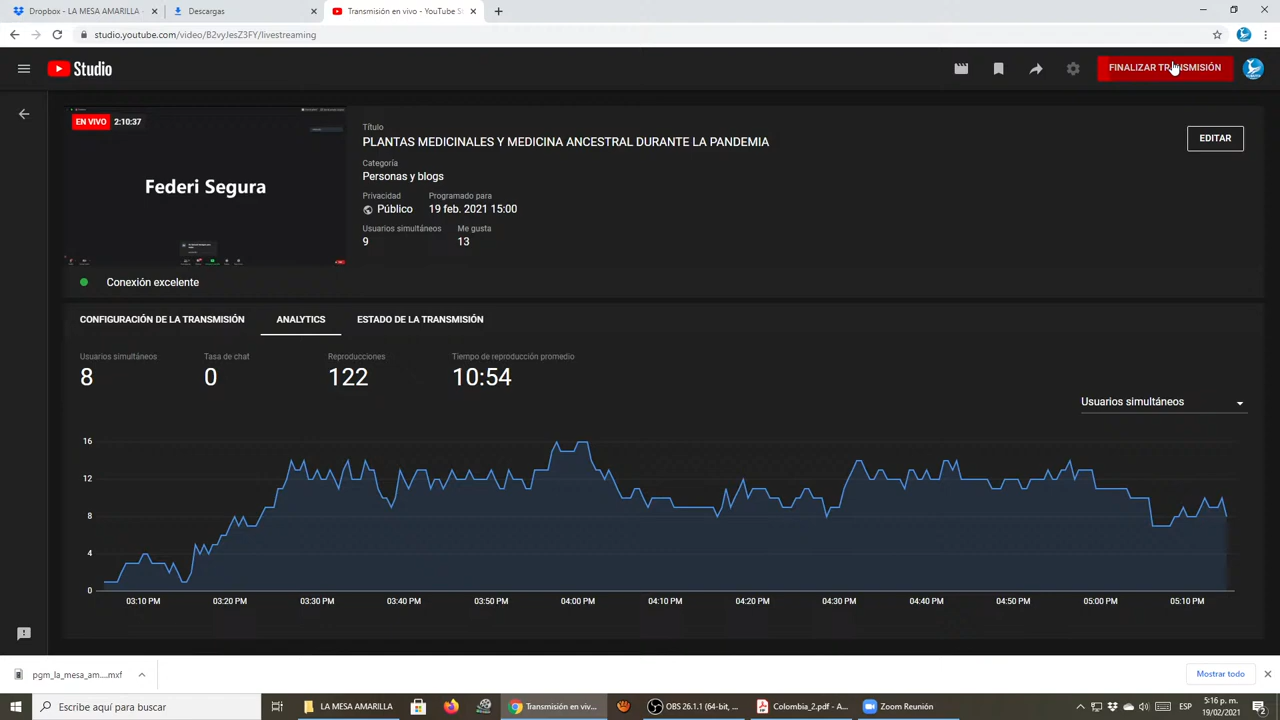 Dropbox - LA MESA AMARILLA
Descargas
Transmisión en vivo - YouTube S
studio.youtube.com/video/B2vyJesZ3FY/livestreaming
Studio
FINALIZAR TRANSMISIÓN
EN VIVO 2:10:37
Federi Segura
Título
PLANTAS MEDICINALES Y MEDICINA ANCESTRAL DURANTE LA PANDEMIA
EDITAR
Categoría
Personas y blogs
Privacidad Programado para
Público 19 feb. 2021 15:00
Usuarios simultáneos Me gusta
9 13
Conexión excelente
CONFIGURACIÓN DE LA TRANSMISIÓN ANALYTICS ESTADO DE LA TRANSMISIÓN
Usuarios simultáneos Tasa de chat Reproducciones Tiempo de reproducción promedio
8 0 122 10:54
Usuarios simultáneos
16
12
8
4
0
03:10 PM 03:20 PM 03:30 PM 03:40 PM 03:50 PM 04:00 PM 04:10 PM 04:20 PM 04:30 PM 04:40 PM 04:50 PM 05:00 PM 05:10 PM
pgm_la_mesa_am....mxf
Mostrar todo
Escribe aquí para buscar
LA MESA AMARILLA
Transmisión en viv...
OBS 26.1.1 (64-bit, ...
Colombia_2.pdf - A...
Zoom Reunión
ESP
5:16 p. m.
19/02/2021
2